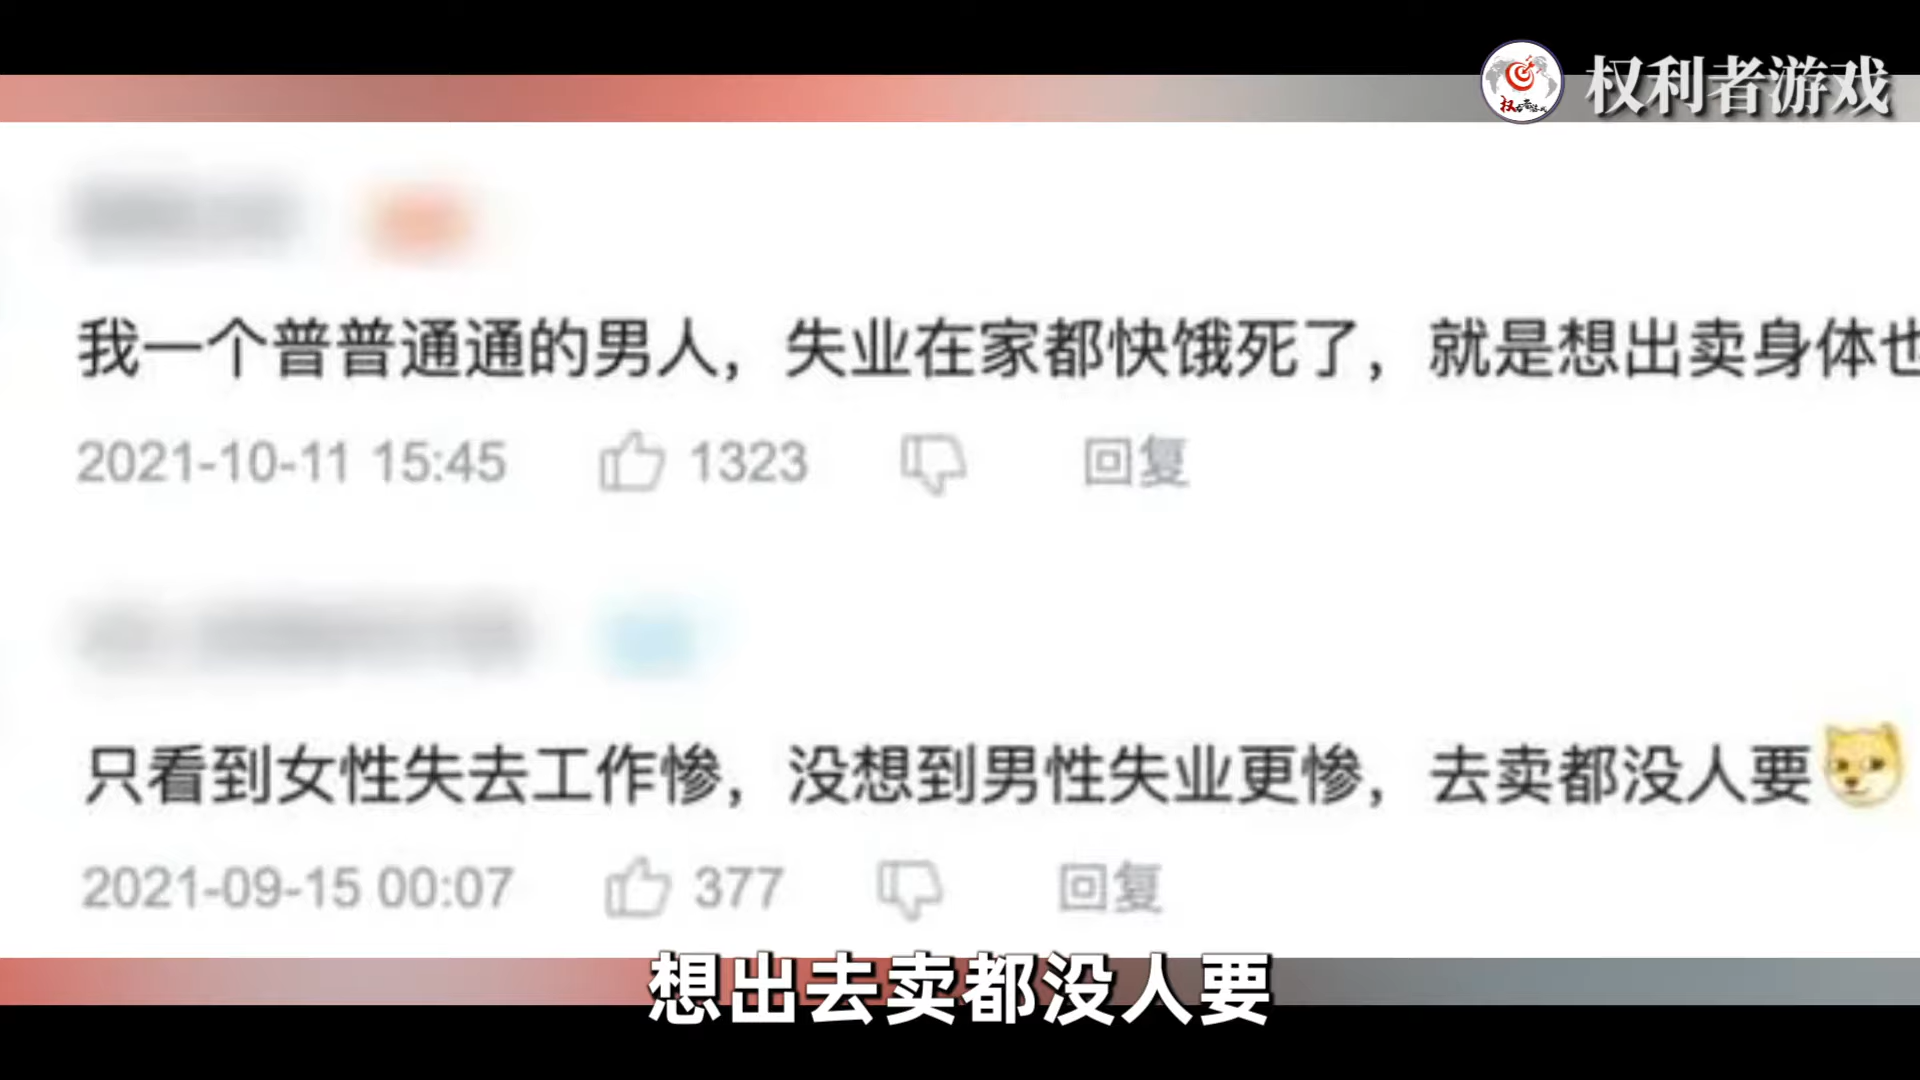 权利者游戏
我一个普普通通的男人，失业在家都快饿死了，就是想出卖身体也
2021-10-11 15:45 1323 回复
只看到女性失去工作惨，没想到男性失业更惨，去卖都没人要
2021-09-15 00:07 377 回复
想出去卖都没人要